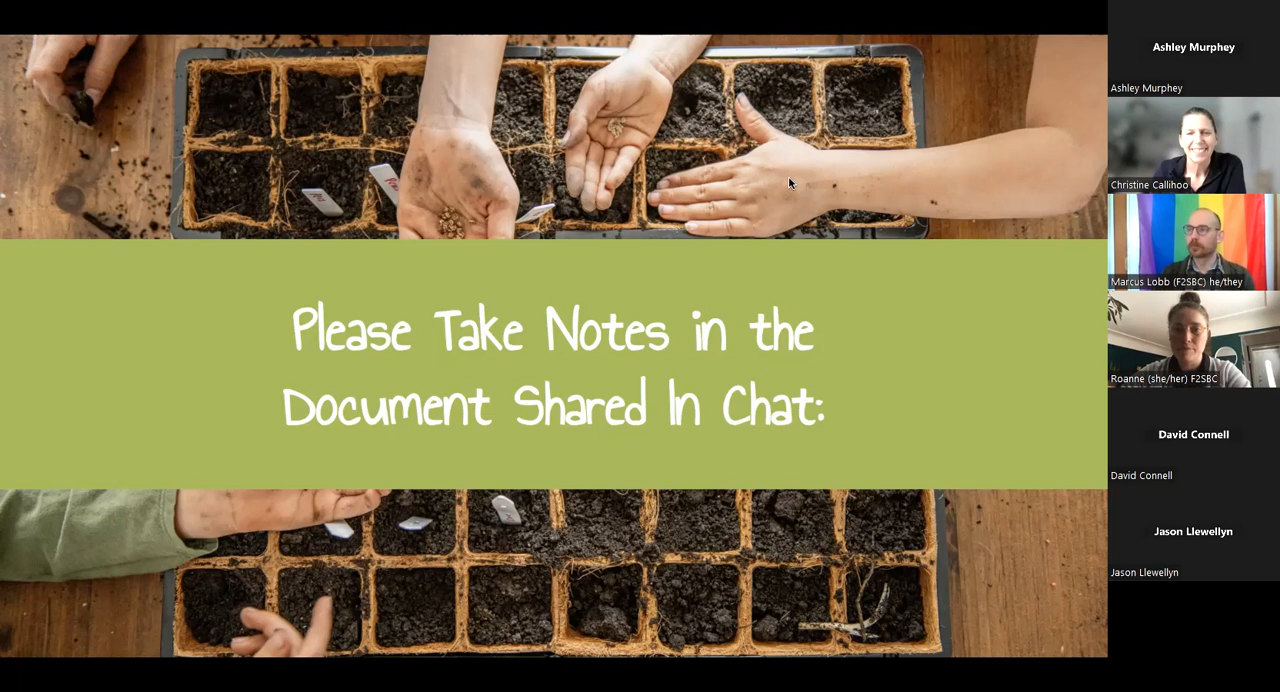 Please Take Notes in the
Document Shared In Chat:
Ashley Murphey
Ashley Murphey
Christine Callihoo
Marcus Lobb (F2SBC) he/they
Roanne (she/her) F2SBC
David Connell
David Connell
Jason Llewellyn
Jason Llewellyn